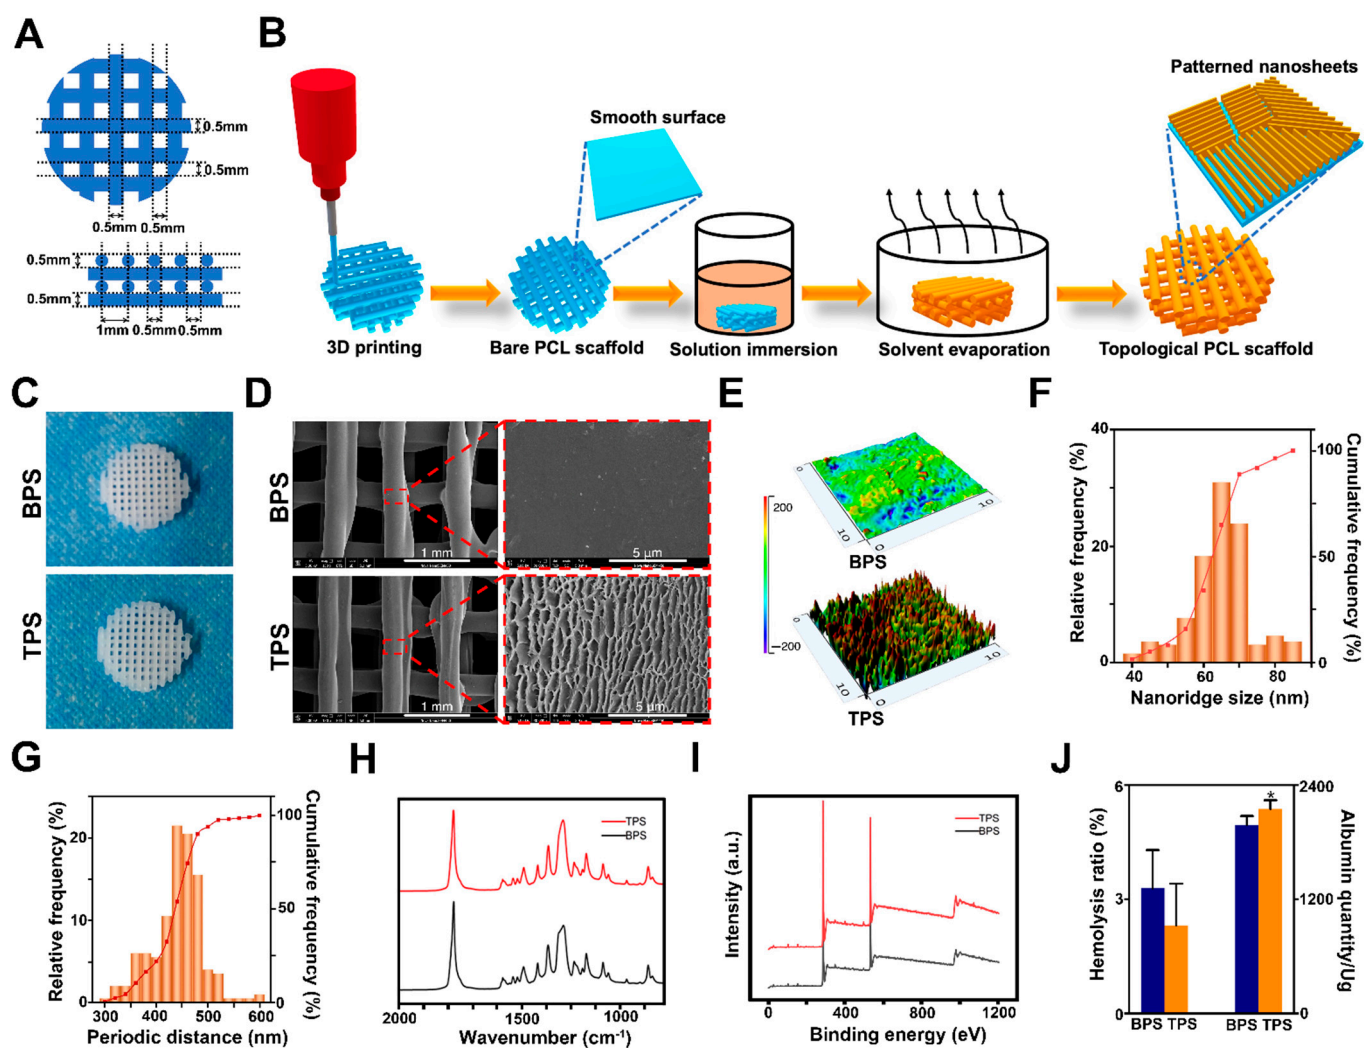 A
0.5mm
0.5mm
0.5mm 0.5mm
0.5mm
0.5mm
1mm 0.5mm 0.5mm
B
Patterned nanosheets
Smooth surface
3D printing
Bare PCL scaffold
Solution immersion
Solvent evaporation
Topological PCL scaffold
C
BPS
TPS
D
BPS
1 mm
5 µm
TPS
1 mm
5 µm
E
200
−200
0
10
0
10
BPS
0
10
0
10
TPS
F
Relative frequency (%)
40
20
0
100
50
0
Cumulative frequency (%)
40 60 80
Nanoridge size (nm)
G
Relative frequency (%)
20
10
0
100
50
0
Cumulative frequency (%)
300 400 500 600
Periodic distance (nm)
H
TPS
BPS
2000 1500 1000
Wavenumber (cm⁻¹)
I
Intensity (a.u.)
TPS
BPS
0 400 800 1200
Binding energy (eV)
J
Hemolysis ratio (%)
6
3
0
*
2400
1200
0
Albumin quantity/Ug
BPS TPS BPS TPS